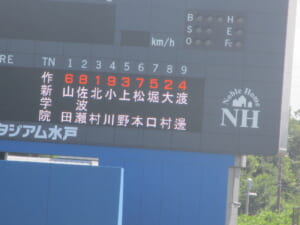 B H
S E
O F
km/h
RE TN 1 2 3 4 5 6 7 8 9
作新学院
6 8 1 9 3 7 5 2 4
山田
佐波瀬
北村
小川
上野
松本
堀口
大村
渡邊
Noble Home
NH
タジアム水戸